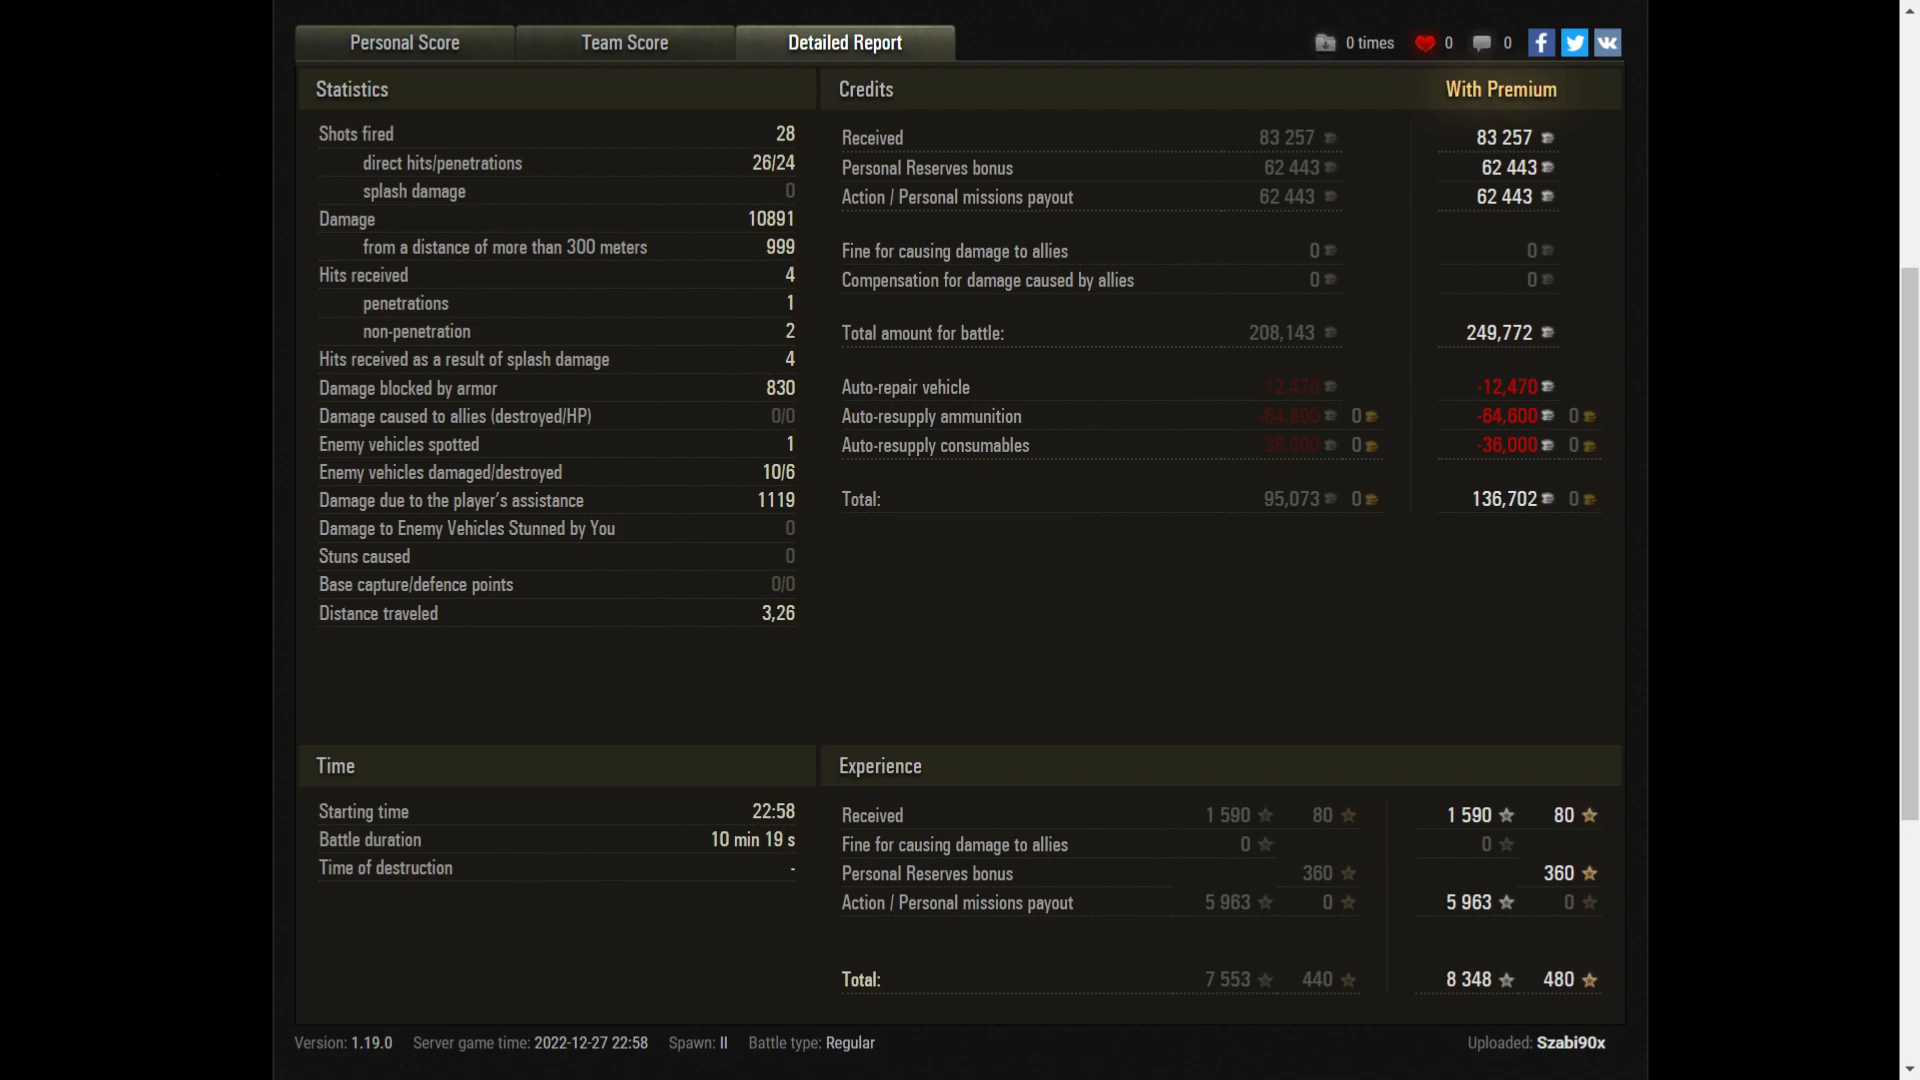 Personal Score Team Score Detailed Report 0 times 0 0
Statistics
Shots fired 28
direct hits/penetrations 26/24
splash damage 0
Damage 10891
from a distance of more than 300 meters 999
Hits received 4
penetrations 1
non-penetration 2
Hits received as a result of splash damage 4
Damage blocked by armor 830
Damage caused to allies (destroyed/HP) 0/0
Enemy vehicles spotted 1
Enemy vehicles damaged/destroyed 10/6
Damage due to the player's assistance 1119
Damage to Enemy Vehicles Stunned by You 0
Stuns caused 0
Base capture/defence points 0/0
Distance traveled 3,26
Credits With Premium
Received 83 257 83 257
Personal Reserves bonus 62 443 62 443
Action / Personal missions payout 62 443 62 443
Fine for causing damage to allies 0 0
Compensation for damage caused by allies 0 0
Total amount for battle: 208,143 249,772
Auto-repair vehicle -12,470 -12,470
Auto-resupply ammunition 0 -64,600 0
Auto-resupply consumables -36,000 0 -36,000 0
Total: 95,073 0 136,702 0
Time
Starting time 22:58
Battle duration 10 min 19 s
Time of destruction -
Experience
Received 1 590 80 1 590 80
Fine for causing damage to allies 0 0
Personal Reserves bonus 360 360
Action / Personal missions payout 5 963 0 5 963 0
Total: 7 553 440 8 348 480
Version: 1.19.0 Server game time: 2022-12-27 22:58 Spawn: II Battle type: Regular Uploaded: Szabi90x